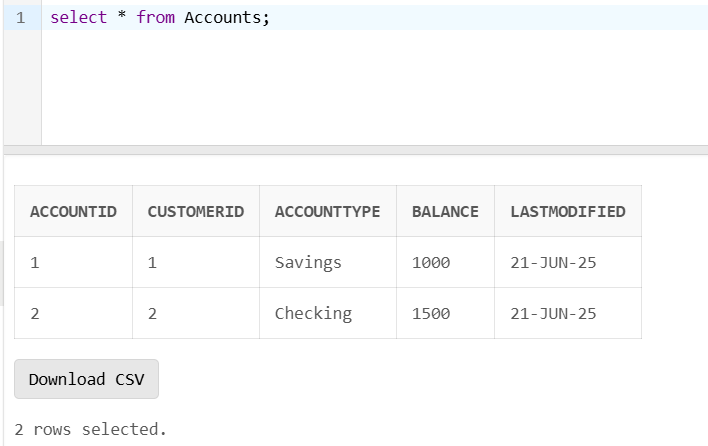 1 select * from Accounts;
ACCOUNTID CUSTOMERID ACCOUNTTYPE BALANCE LASTMODIFIED
1 1 Savings 1000 21-JUN-25
2 2 Checking 1500 21-JUN-25
Download CSV
2 rows selected.